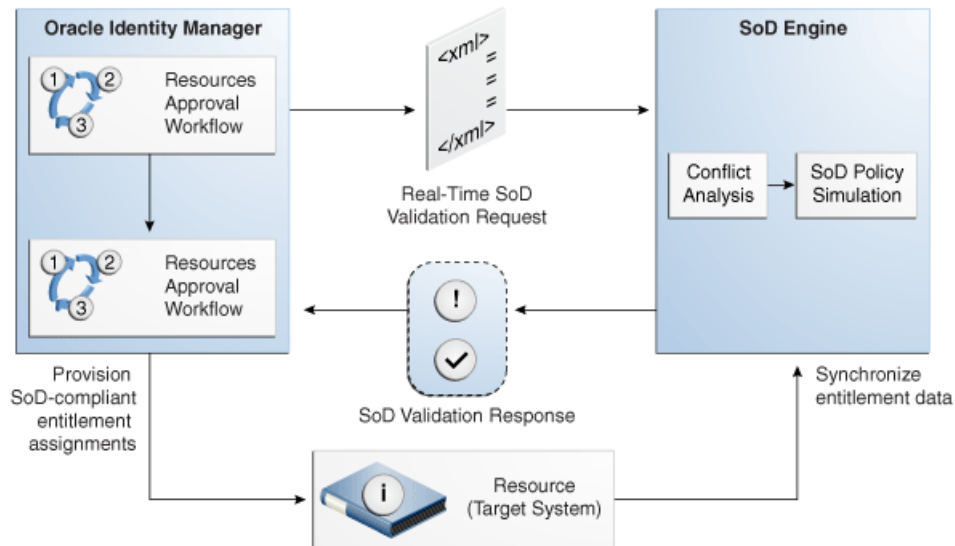 Oracle Identity Manager
1 2 3
Resources
Approval
Workflow
1 2 3
Resources
Approval
Workflow
<xml>
=
=
=
</xml>
Real-Time SoD
Validation Request
SoD Engine
Conflict
Analysis
SoD Policy
Simulation
!
SoD Validation Response
Provision
SoD-compliant
entitlement
assignments
Synchronize
entitlement data
i
Resource
(Target System)